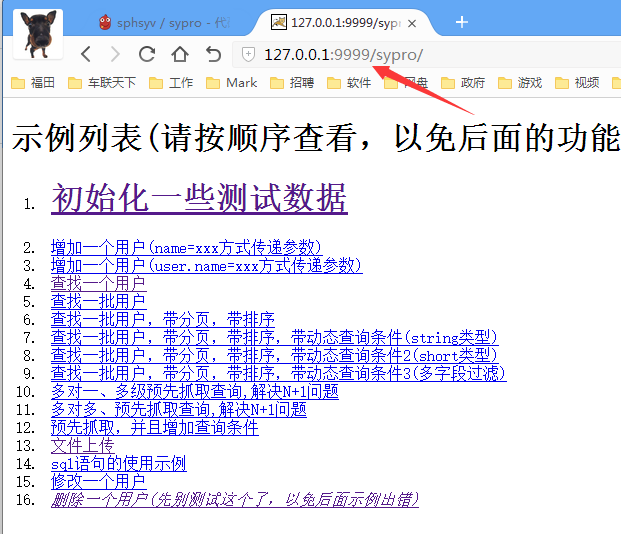 sphsyv / sypro - 代
127.0.0.1:9999/sypr
127.0.0.1:9999/sypro/
福田 车联天下 工作 Mark 招聘 软件 网盘 政府 游戏 视频
示例列表(请按顺序查看，以免后面的功能
1. 初始化一些测试数据
2. 增加一个用户(name=xxx方式传递参数)
3. 增加一个用户(user.name=xxx方式传递参数)
4. 查找一个用户
5. 查找一批用户
6. 查找一批用户，带分页，带排序
7. 查找一批用户，带分页，带排序，带动态查询条件(string类型)
8. 查找一批用户，带分页，带排序，带动态查询条件2(short类型)
9. 查找一批用户，带分页，带排序，带动态查询条件3(多字段过滤)
10. 多对一、多级预先抓取查询,解决N+1问题
11. 多对多、预先抓取查询,解决N+1问题
12. 预先抓取，并且增加查询条件
13. 文件上传
14. sql语句的使用示例
15. 修改一个用户
16. 删除一个用户(先别测试这个了，以免后面示例出错)